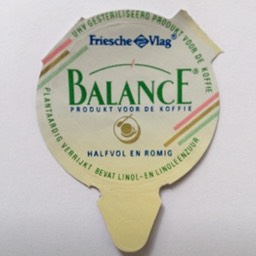 UHV GESTERILISEERD PRODUKT VOOR DE KOFFIE
Friesche Vlag®
BALANCE®
PRODUKT VOOR DE KOFFIE
HALFVOL EN ROMIG
PLANTAARDIG VERRIJKT BEVAT LINOL- EN LINOLEENZUUR